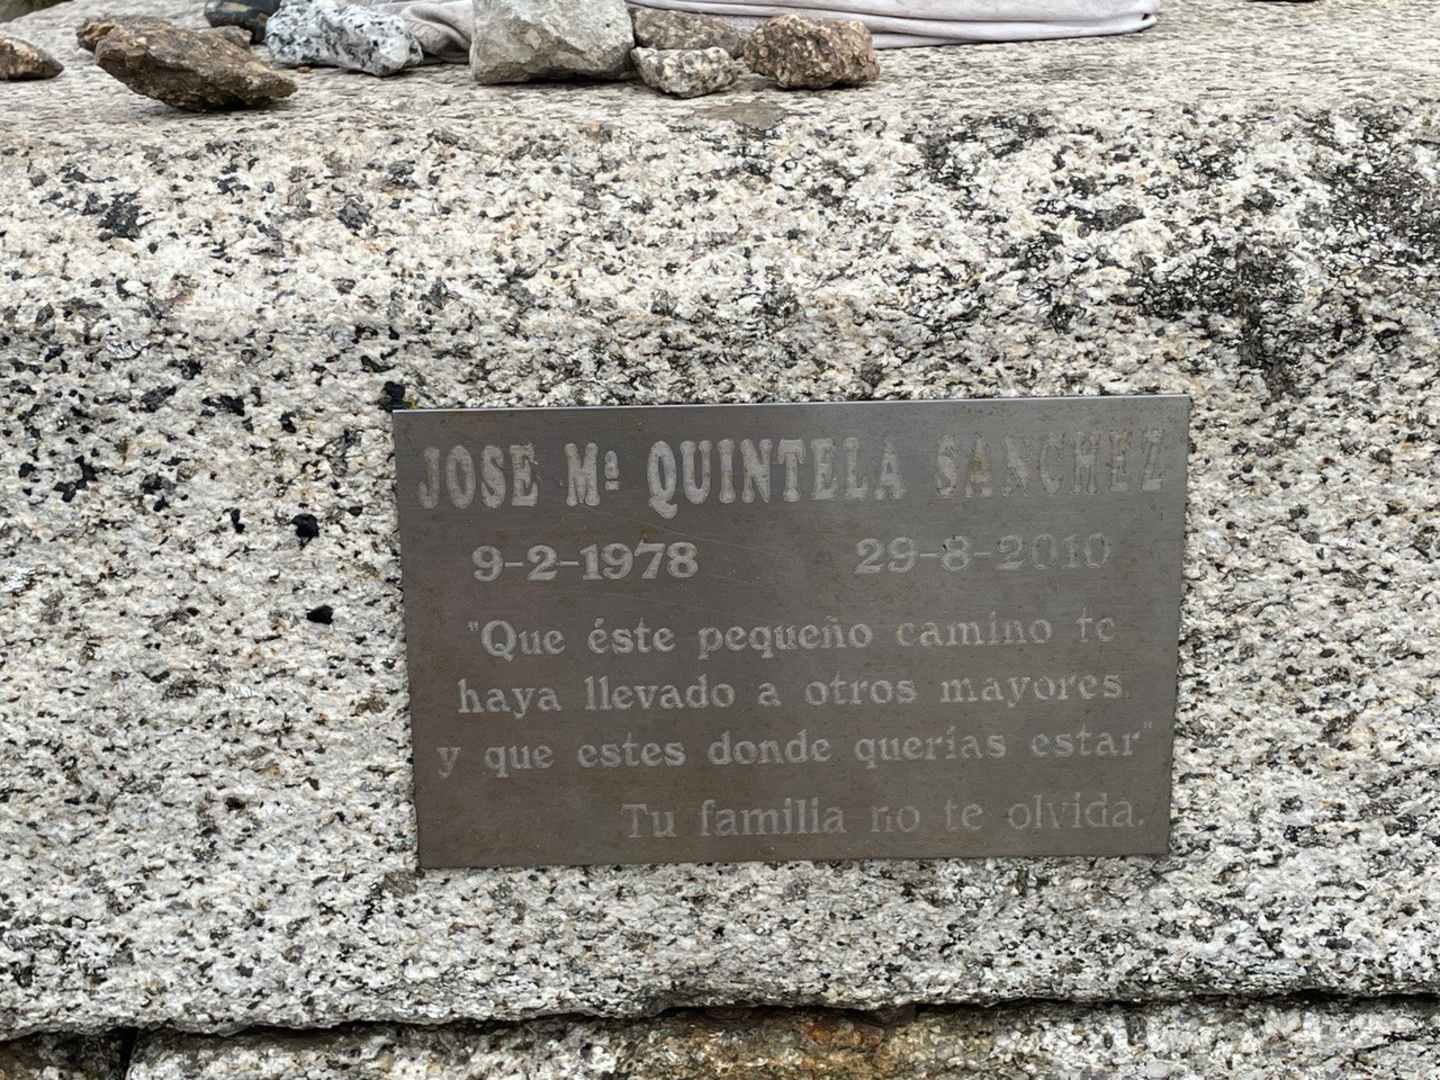 JOSE Mª QUINTELA SANCHEZ
9-2-1978 29-8-2010
"Que éste pequeño camino te
haya llevado a otros mayores
y que estes donde querías estar"
Tu familia no te olvida.